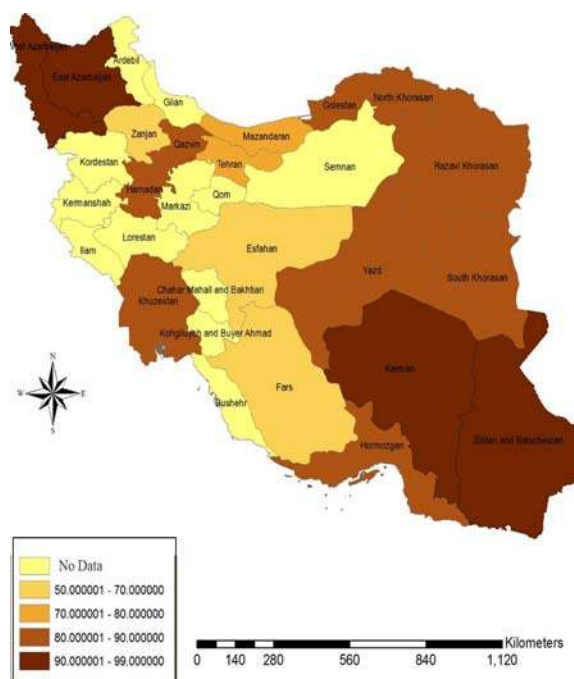 West Azarbaijan
Ardebil
East Azarbaijan
Gilan
North Khorasan
Golestan
Zanjan
Mazandaran
Qazvin
Kordestan
Tehran
Semnan
Razavi Khorasan
Hamadan
Qom
Kermanshah
Markazi
Lorestan
Ilam
Esfahan
Yazd
South Khorasan
Chahar Mahall and Bakhtiari
Khuzestan
Kohgiluyeh and Buyer Ahmad
Kerman
Fars
Bushehr
Sistan and Baluchestan
Hormozgan
N
W
E
S
No Data
50.000001 - 70.000000
70.000001 - 80.000000
80.000001 - 90.000000
90.000001 - 99.000000
Kilometers
0 70 140 280 560 840 1,120